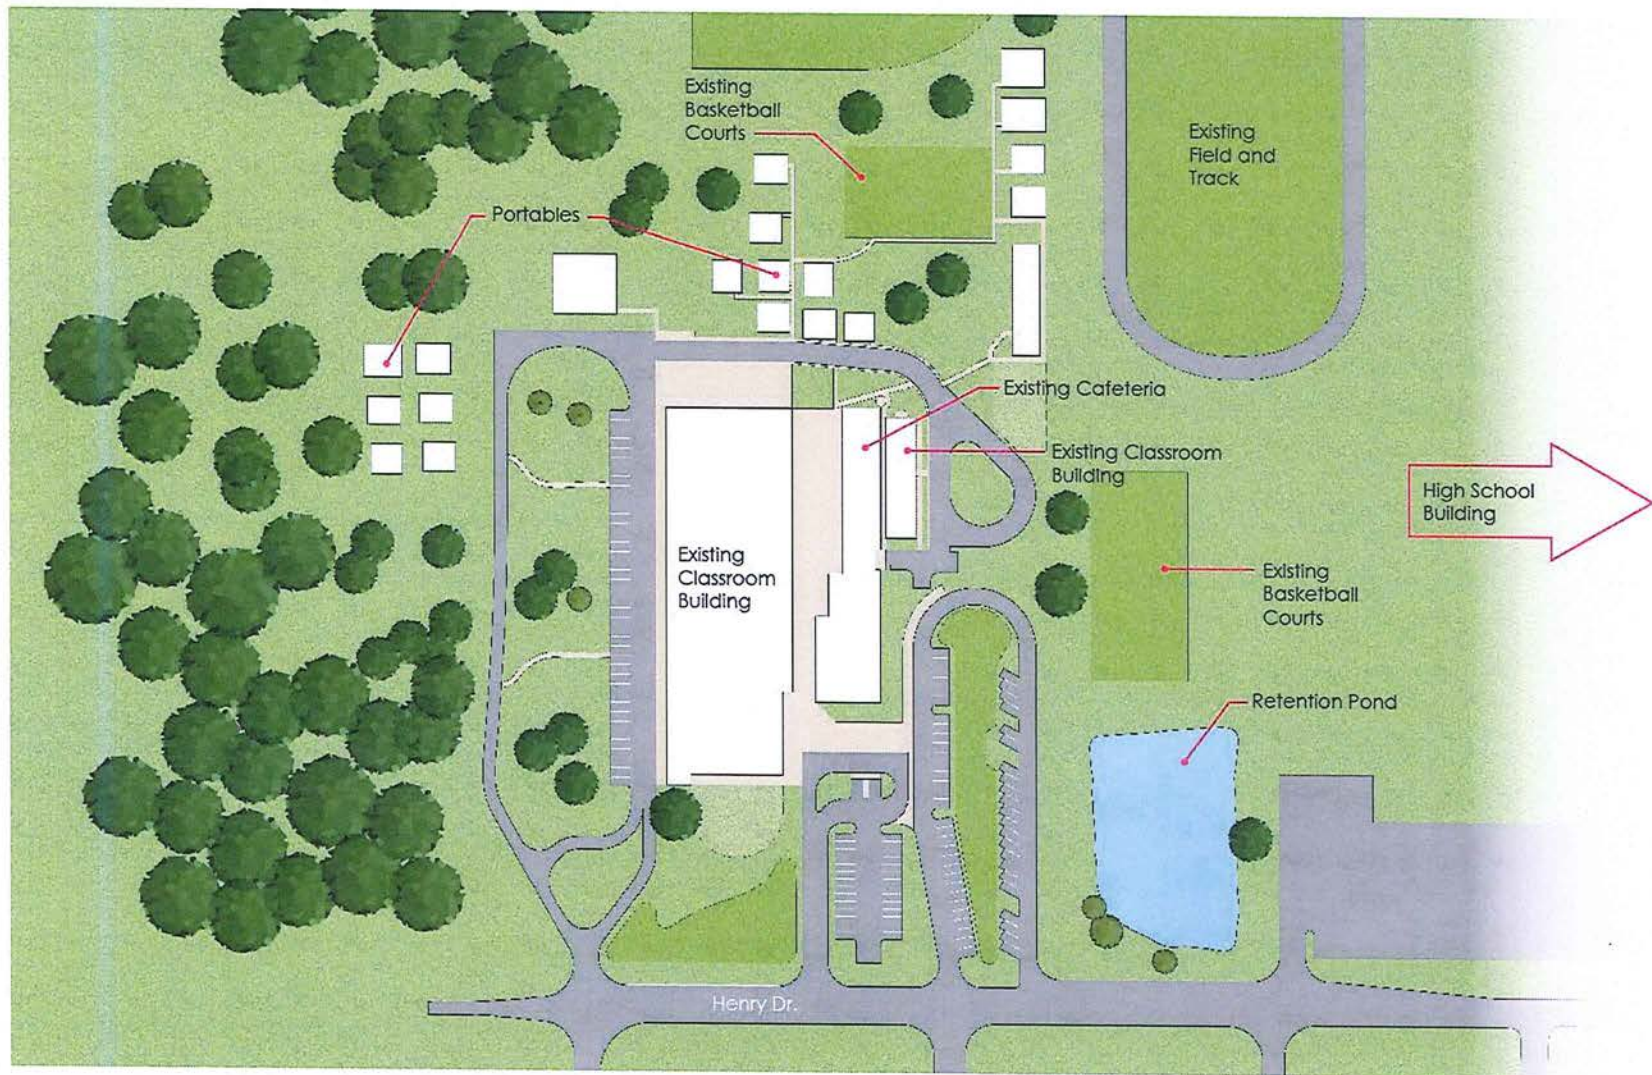 Existing
Basketball
Courts
Existing
Field and
Track
Portables
Existing Cafeteria
Existing Classroom
Building
High School
Building
Existing
Classroom
Building
Existing
Basketball
Courts
Retention Pond
Henry Dr.